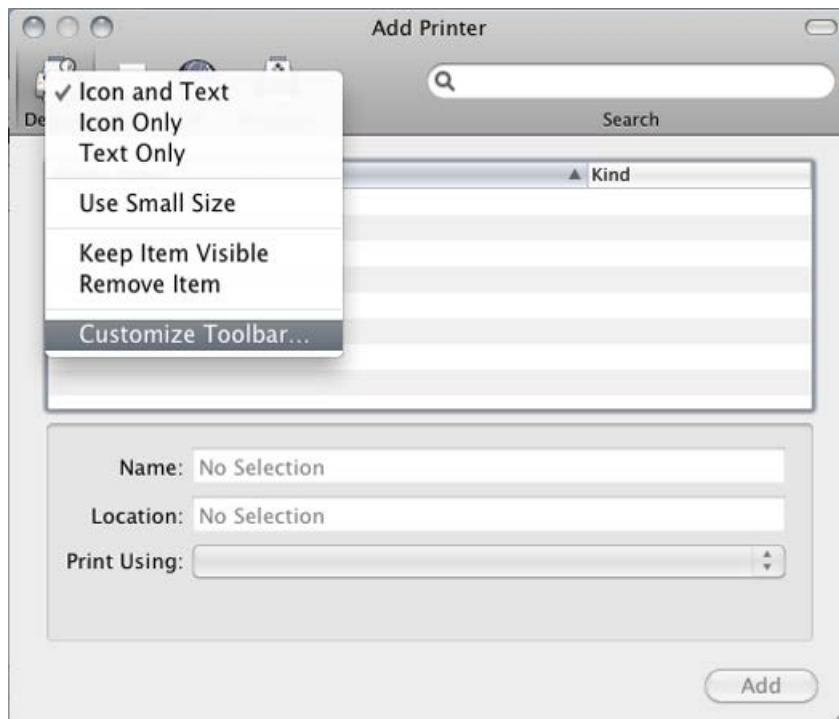 Add Printer
✓ Icon and Text
Icon Only
Text Only
Use Small Size
Keep Item Visible
Remove Item
Customize Toolbar...
De
Search
Kind
Name: No Selection
Location: No Selection
Print Using:
Add